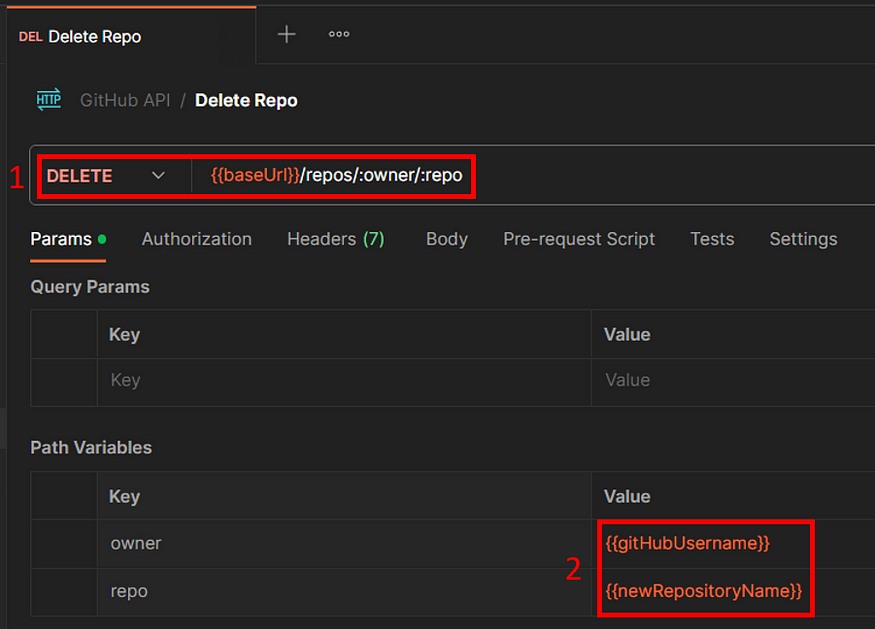 DEL Delete Repo
HTTP GitHub API / Delete Repo
1 DELETE {{baseUrl}}/repos/:owner/:repo
Params Authorization Headers (7) Body Pre-request Script Tests Settings
Query Params
Key Value
Key Value
Path Variables
Key Value
owner {{gitHubUsername}}
2
repo {{newRepositoryName}}